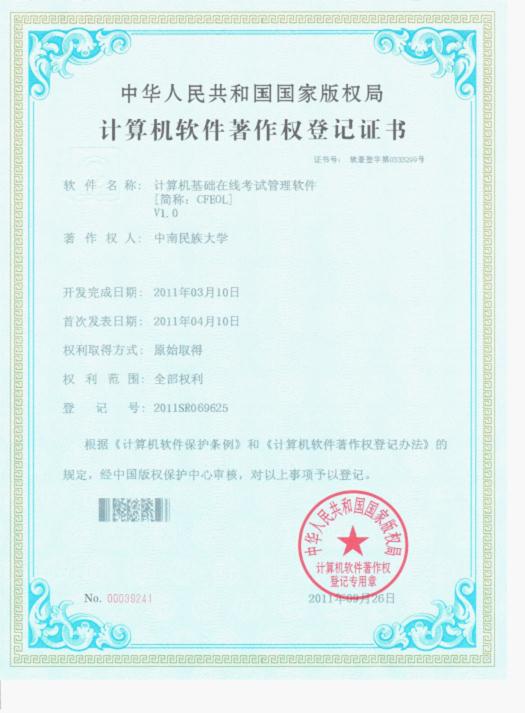 中华人民共和国国家版权局
计算机软件著作权登记证书
证书号： 软著登字第0333299号
软件名称： 计算机基础在线考试管理软件
[简称：CFEOL]
V1.0
著作权人： 中南民族大学
开发完成日期： 2011年03月10日
首次发表日期： 2011年04月10日
权利取得方式： 原始取得
权利范围： 全部权利
登记号： 2011SR069625
根据《计算机软件保护条例》和《计算机软件著作权登记办法》的
规定，经中国版权保护中心审核，对以上事项予以登记。
中华人民共和国国家版权局
计算机软件著作权
登记专用章
No. 00039241
2011年09月26日